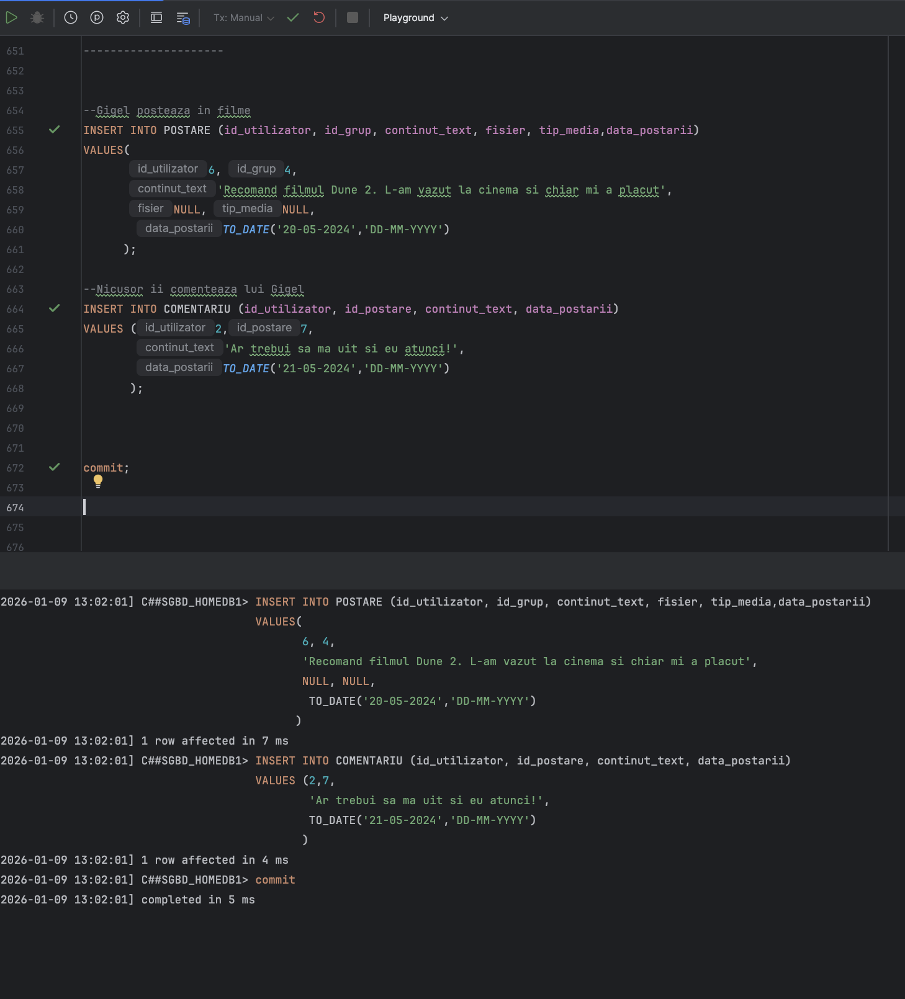 Tx: Manual Playground
651 ---------------------
652
653
654 --Gigel posteaza in filme
655 INSERT INTO POSTARE (id_utilizator, id_grup, continut_text, fisier, tip_media,data_postarii)
656 VALUES(
657 id_utilizator 6, id_grup 4,
658 continut_text 'Recomand filmul Dune 2. L-am vazut la cinema si chiar mi a placut',
659 fisier NULL, tip_media NULL,
660 data_postarii TO_DATE('20-05-2024','DD-MM-YYYY')
661 );
662
663 --Nicusor ii comenteaza lui Gigel
664 INSERT INTO COMENTARIU (id_utilizator, id_postare, continut_text, data_postarii)
665 VALUES ( id_utilizator 2, id_postare 7,
666 continut_text 'Ar trebui sa ma uit si eu atunci!',
667 data_postarii TO_DATE('21-05-2024','DD-MM-YYYY')
668 );
669
670
671
672 commit;
673
674
675
676
2026-01-09 13:02:01] C##SGBD_HOMEDB1> INSERT INTO POSTARE (id_utilizator, id_grup, continut_text, fisier, tip_media,data_postarii)
VALUES(
6, 4,
'Recomand filmul Dune 2. L-am vazut la cinema si chiar mi a placut',
NULL, NULL,
TO_DATE('20-05-2024','DD-MM-YYYY')
)
2026-01-09 13:02:01] 1 row affected in 7 ms
2026-01-09 13:02:01] C##SGBD_HOMEDB1> INSERT INTO COMENTARIU (id_utilizator, id_postare, continut_text, data_postarii)
VALUES (2,7,
'Ar trebui sa ma uit si eu atunci!',
TO_DATE('21-05-2024','DD-MM-YYYY')
)
2026-01-09 13:02:01] 1 row affected in 4 ms
2026-01-09 13:02:01] C##SGBD_HOMEDB1> commit
2026-01-09 13:02:01] completed in 5 ms